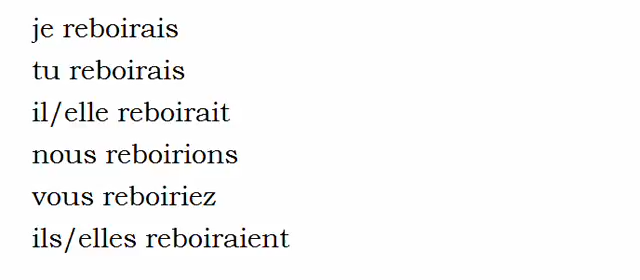 je reboirais
tu reboirais
il/elle reboirait
nous reboirions
vous reboiriez
ils/elles reboiraient